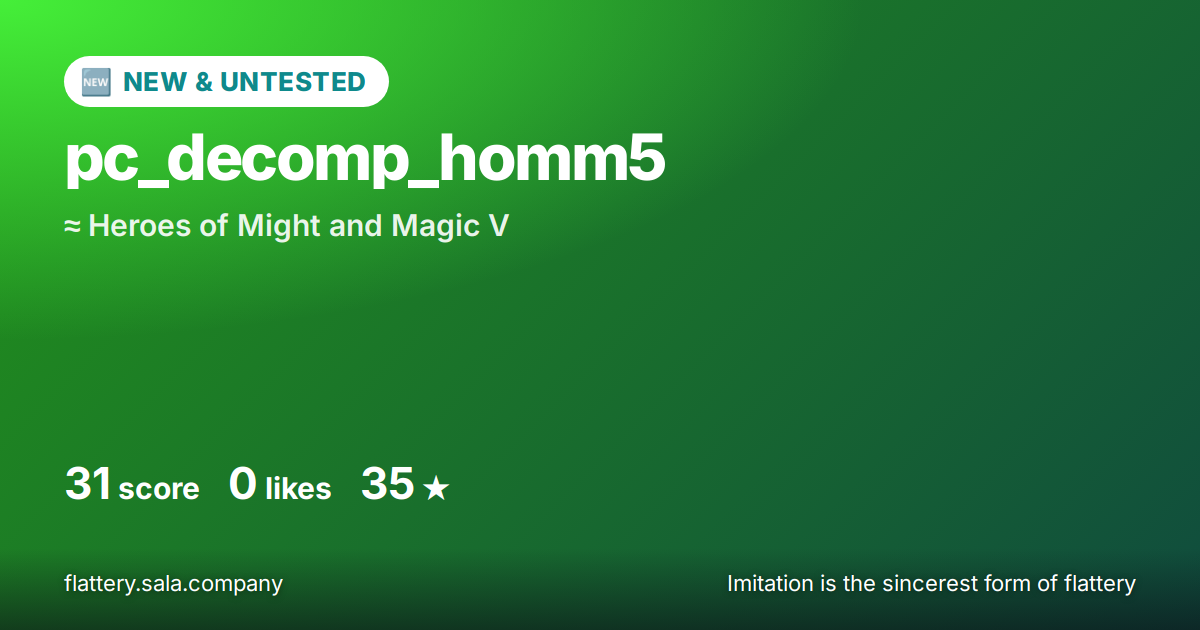 🆕 NEW & UNTESTED
pc_decomp_homm5
≈ Heroes of Might and Magic V
31 score 0 likes 35 ★
flattery.sala.company
Imitation is the sincerest form of flattery